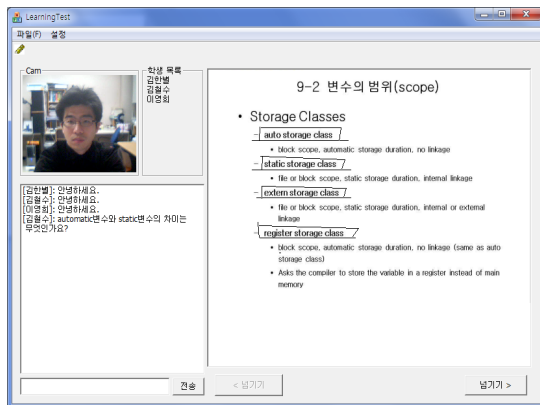 LearningTest
파일(F) 설정
Cam
학생 목록
김한별
김철수
이영희
[김한별]: 안녕하세요.
[김철수]: 안녕하세요.
[이영희]: 안녕하세요.
[김철수]: automatic변수와 static변수의 차이는
무엇인가요?
전송
9-2 변수의 범위(scope)
• Storage Classes
– auto storage class
• block scope, automatic storage duration, no linkage
– static storage class
• file or block scope, static storage duration, internal linkage
– extern storage class
• file or block scope, static storage duration, internal or external
linkage
– register storage class
• block scope, automatic storage duration, no linkage (same as auto
storage class)
• Asks the compiler to store the variable in a register instead of main
memory
< 넘기기
넘기기 >